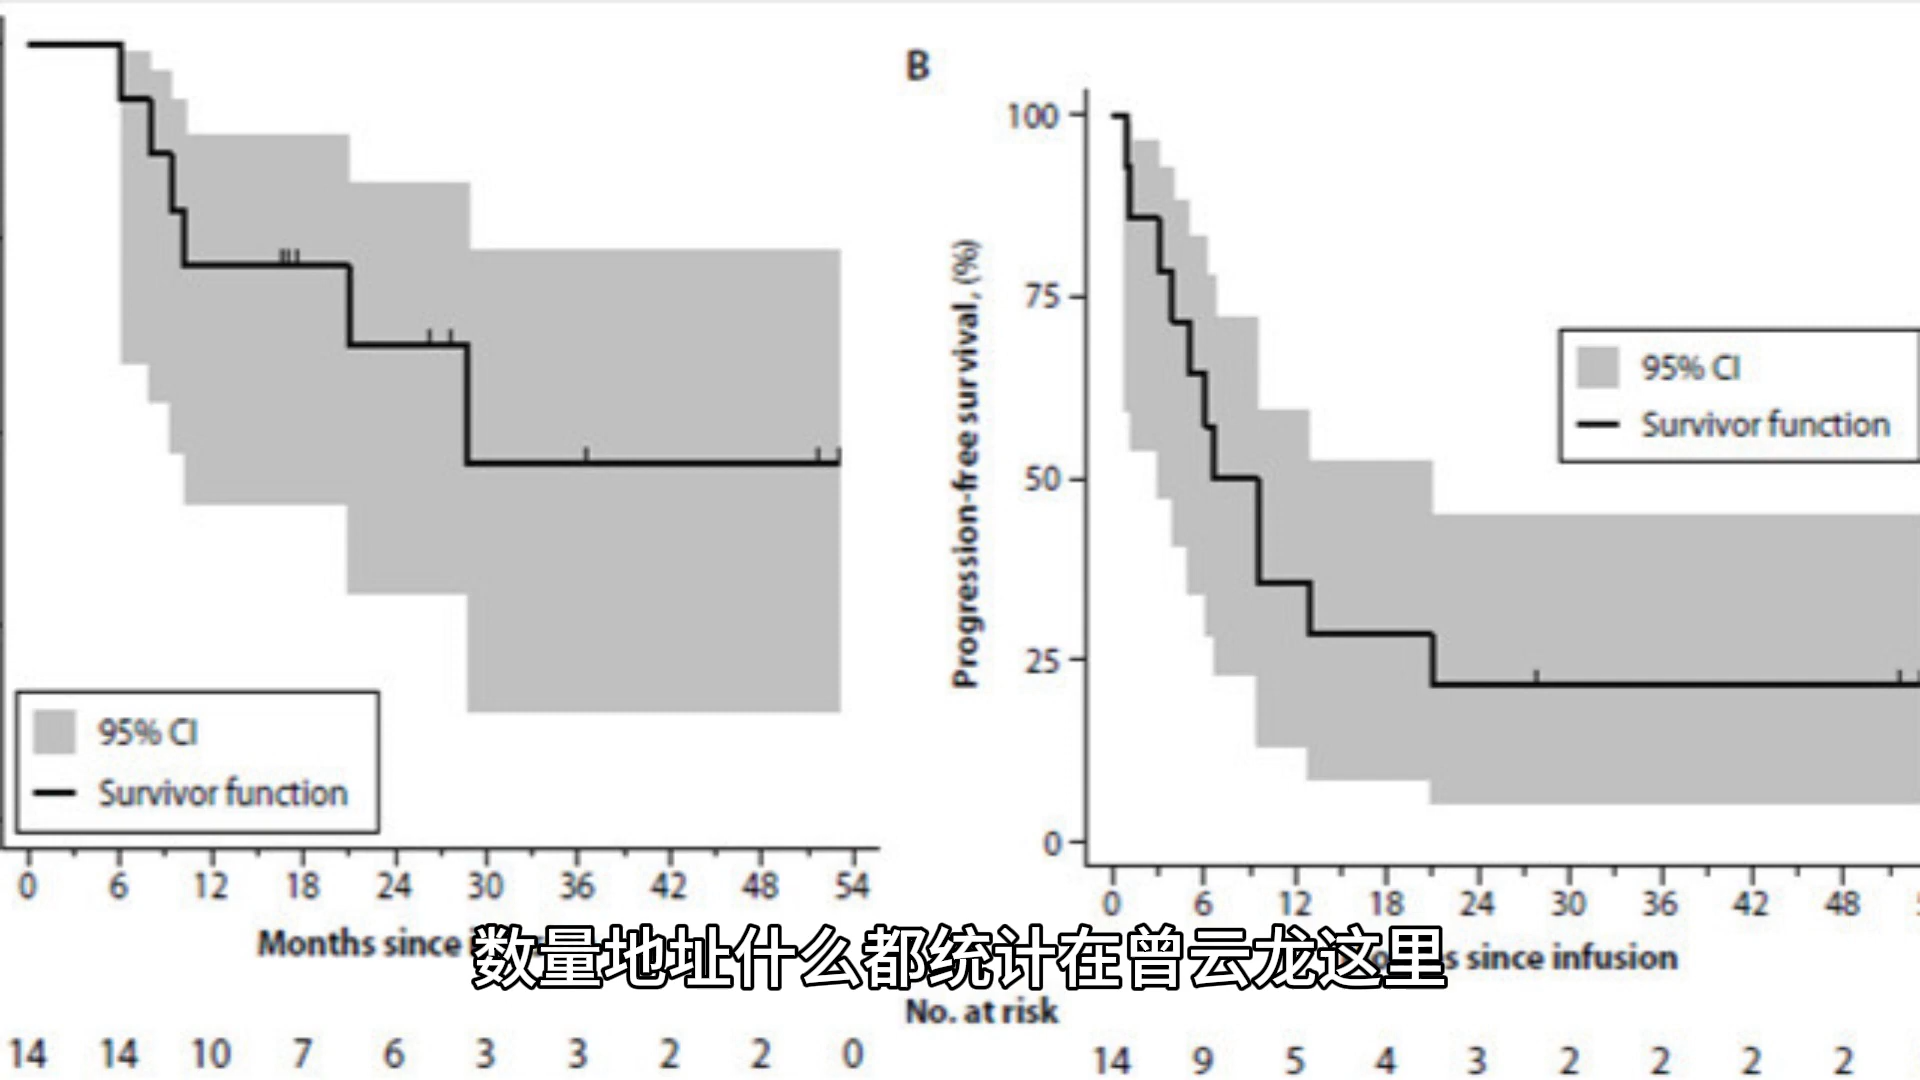 B
100
75
50
25
0
Progression-free survival, (%)
95% CI
Survivor function
95% CI
Survivor function
0 6 12 18 24 30 36 42 48 54
0 6 12 18 24 30 36 42 48
Months since
s since infusion
数量地址什么都统计在曾云龙这里
No. at risk
14 14 10 7 6 3 3 2 2 0
14 9 5 4 3 2 2 2 2